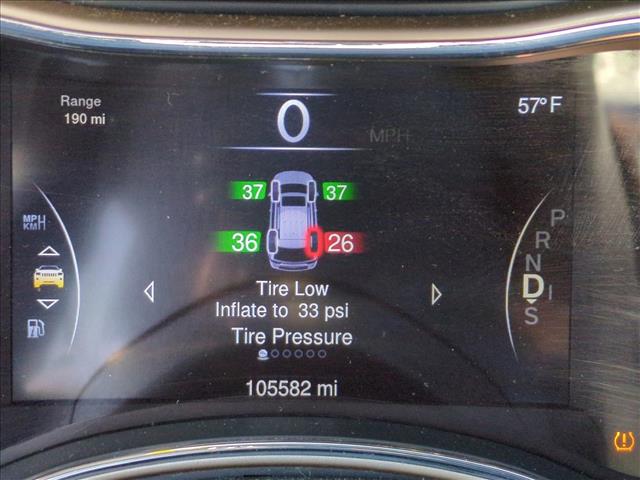 Range
190 mi
0
MPH
57°F
37 37
36 26
MPH
KM/H
Tire Low
Inflate to 33 psi
Tire Pressure
105582 mi
P
R
N
D I
S